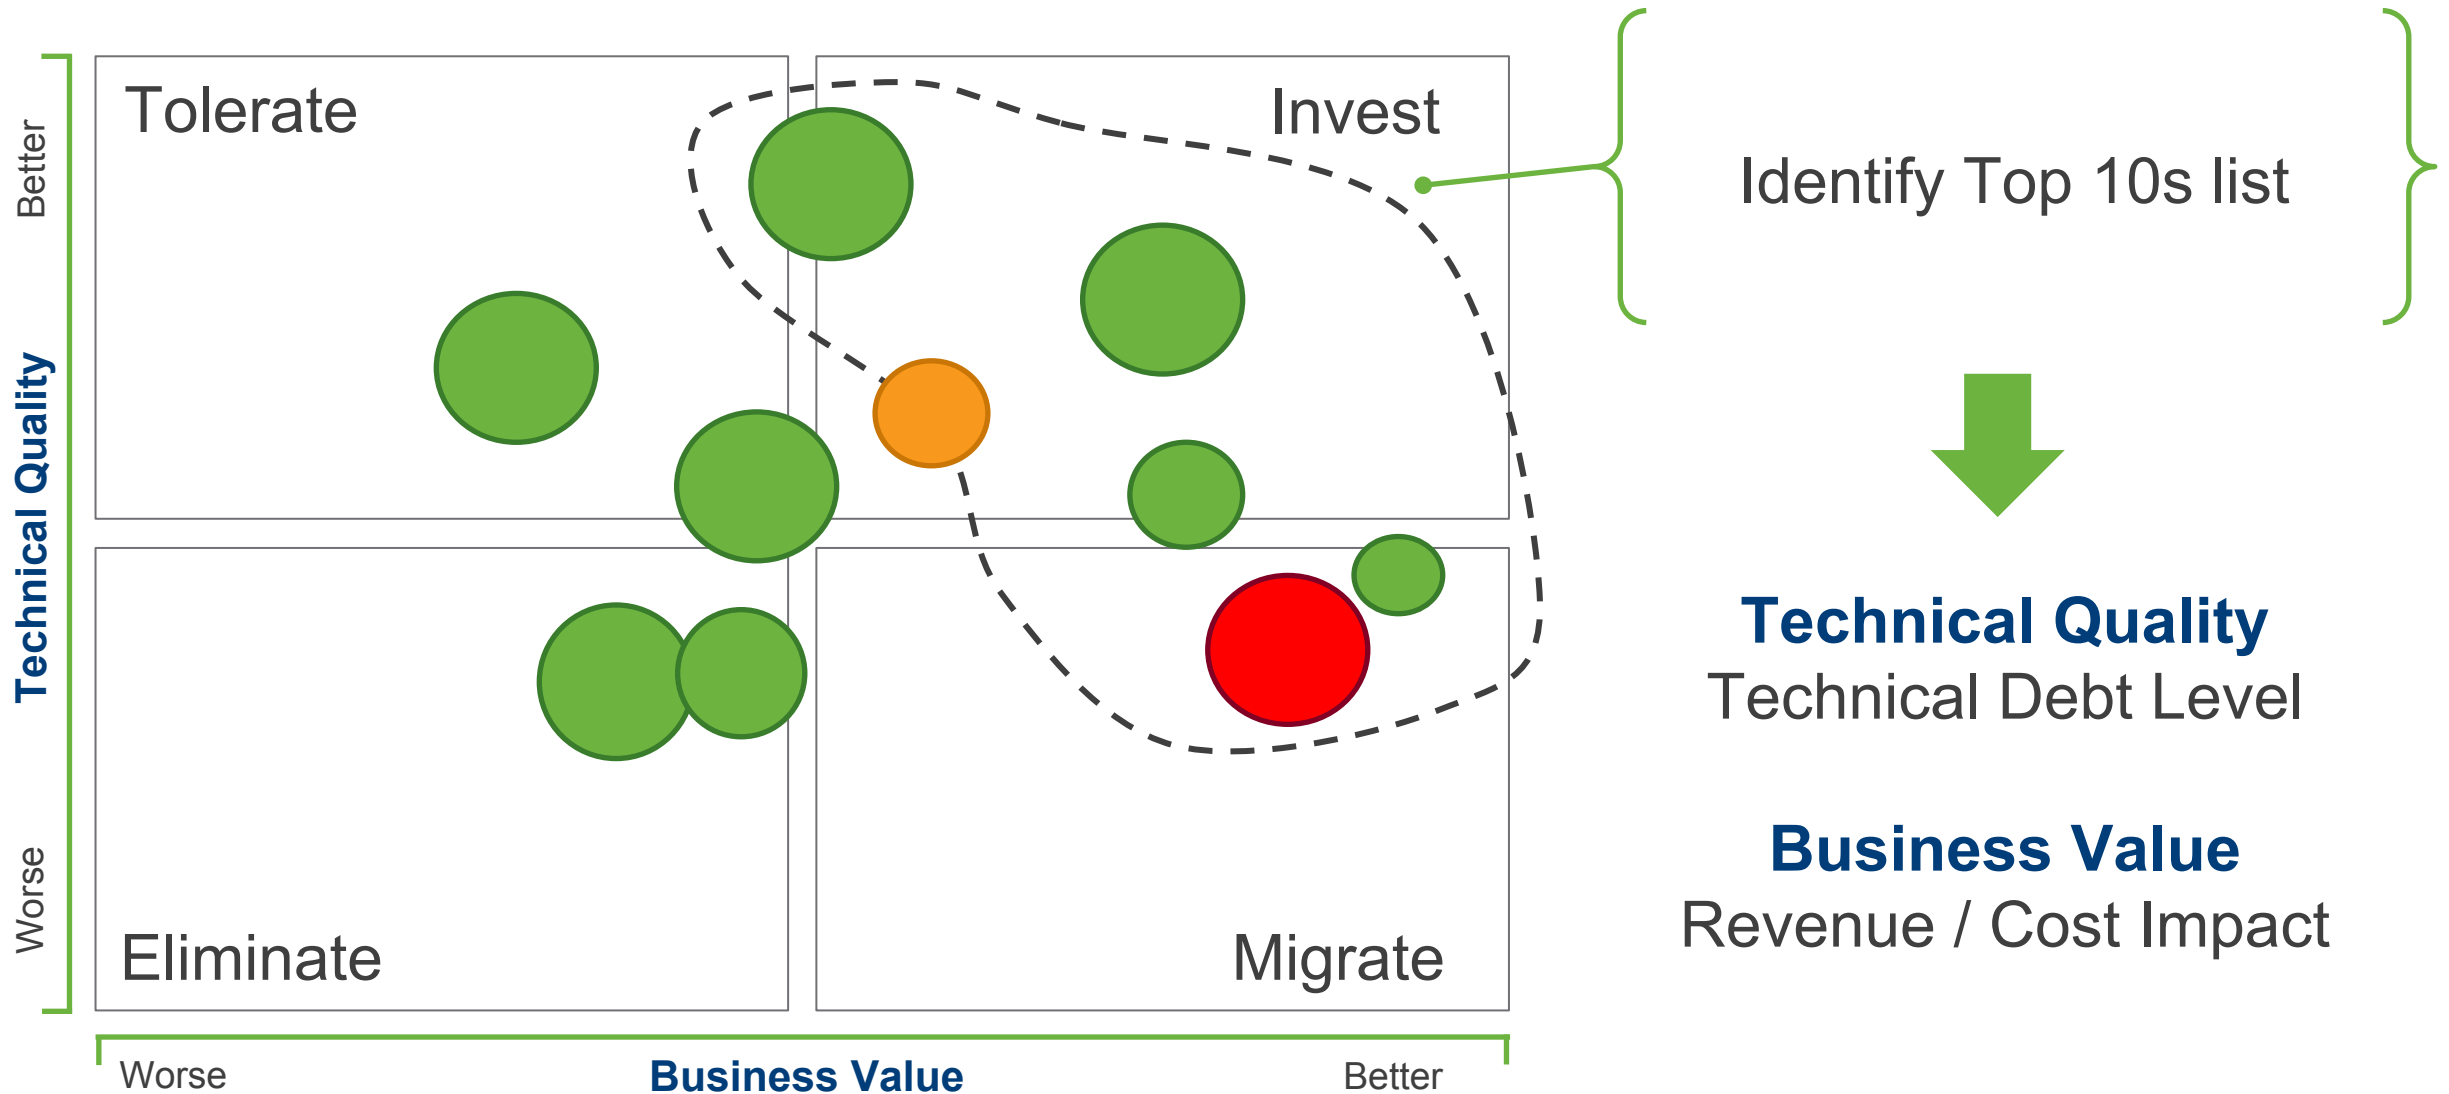 Tolerate
Invest
Eliminate
Migrate
Better
Technical Quality
Worse
Worse
Business Value
Better
Identify Top 10s list
Technical Quality
Technical Debt Level
Business Value
Revenue / Cost Impact